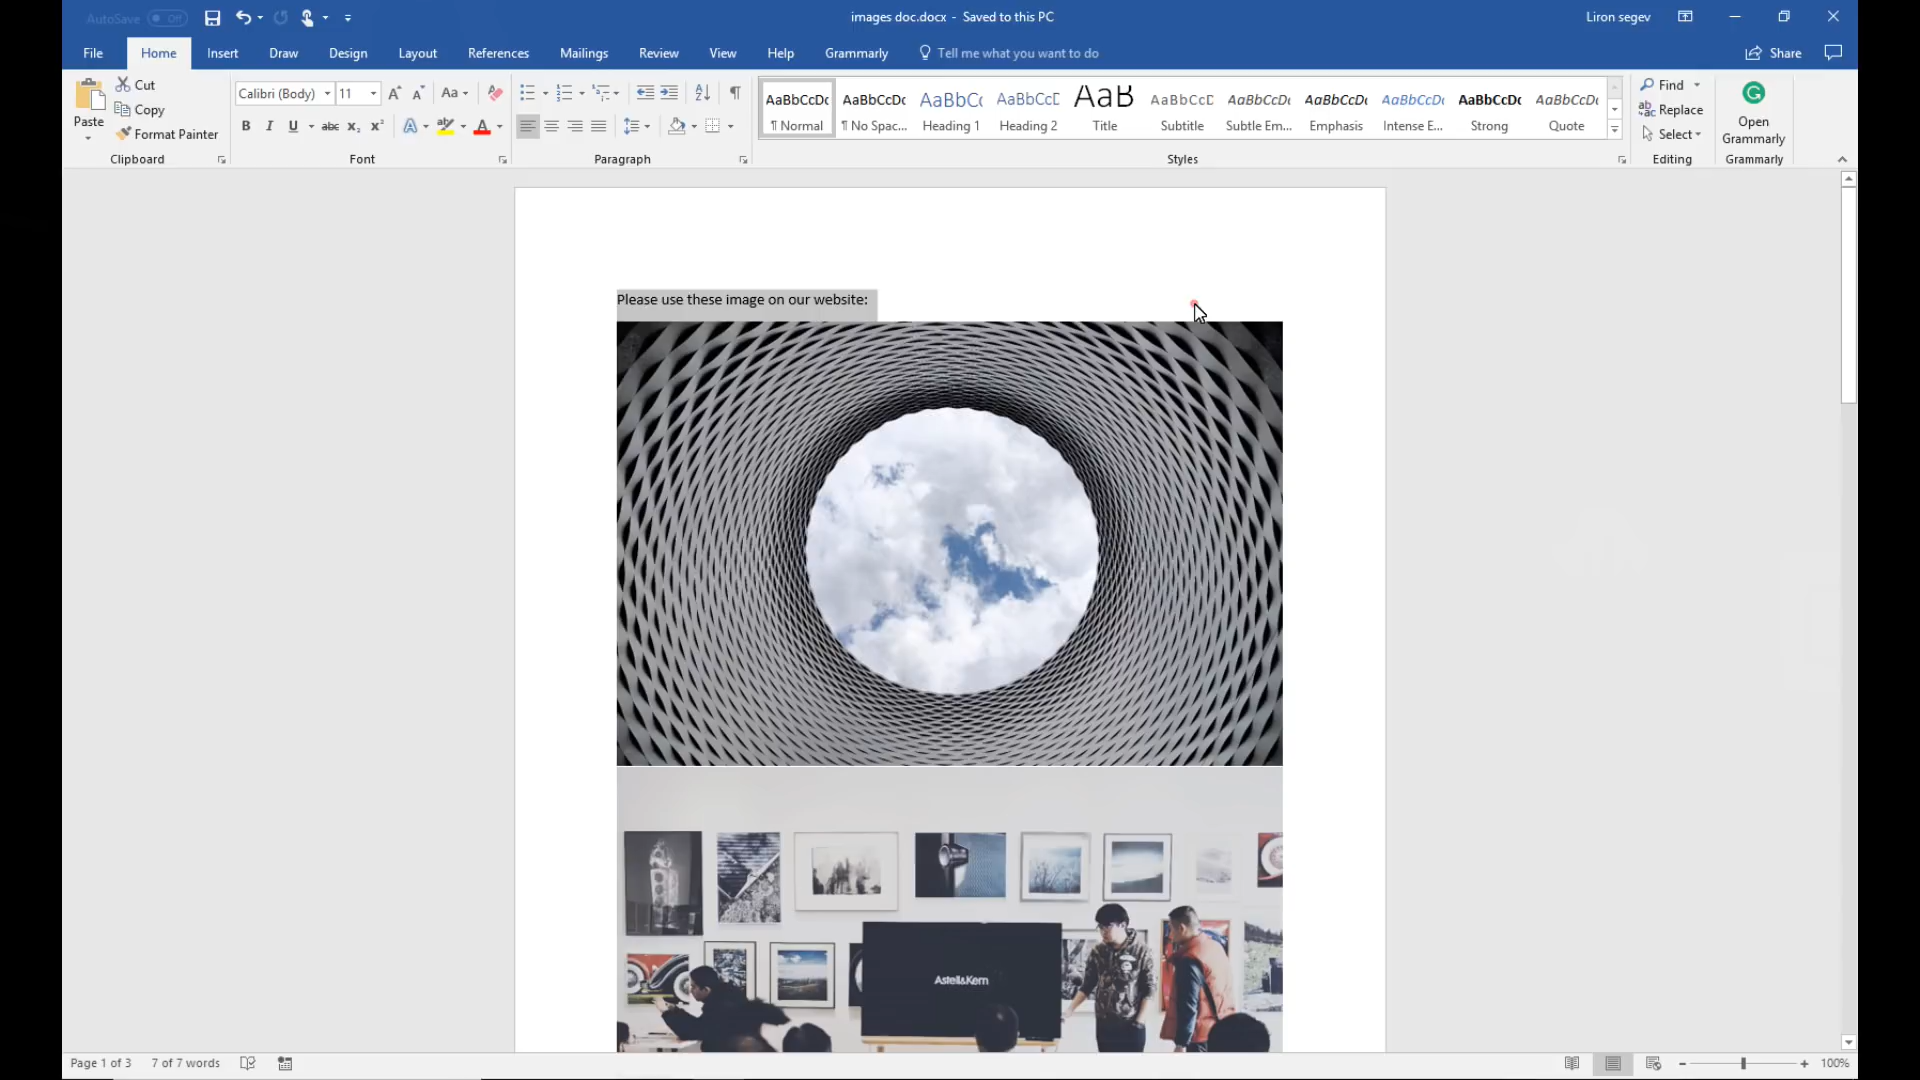 AutoSave Off
images doc.docx - Saved to this PC
Liron segev
File Home Insert Draw Design Layout References Mailings Review View Help Grammarly Tell me what you want to do Share
Paste
Cut
Copy
Format Painter
Clipboard
Calibri (Body) 11
Font
Paragraph
AaBbCcDc AaBbCcDc AaBbCc AaBbCcD AaB AaBbCcD AaBbCcDc AaBbCcDc AaBbCcDc AaBbCcDc AaBbCcDc
¶ Normal ¶ No Spac... Heading 1 Heading 2 Title Subtitle Subtle Em... Emphasis Intense E... Strong Quote
Styles
Find
Replace
Select
Editing
Open
Grammarly
Grammarly
Please use these image on our website:
Astell&Kern
Page 1 of 3 7 of 7 words
100%